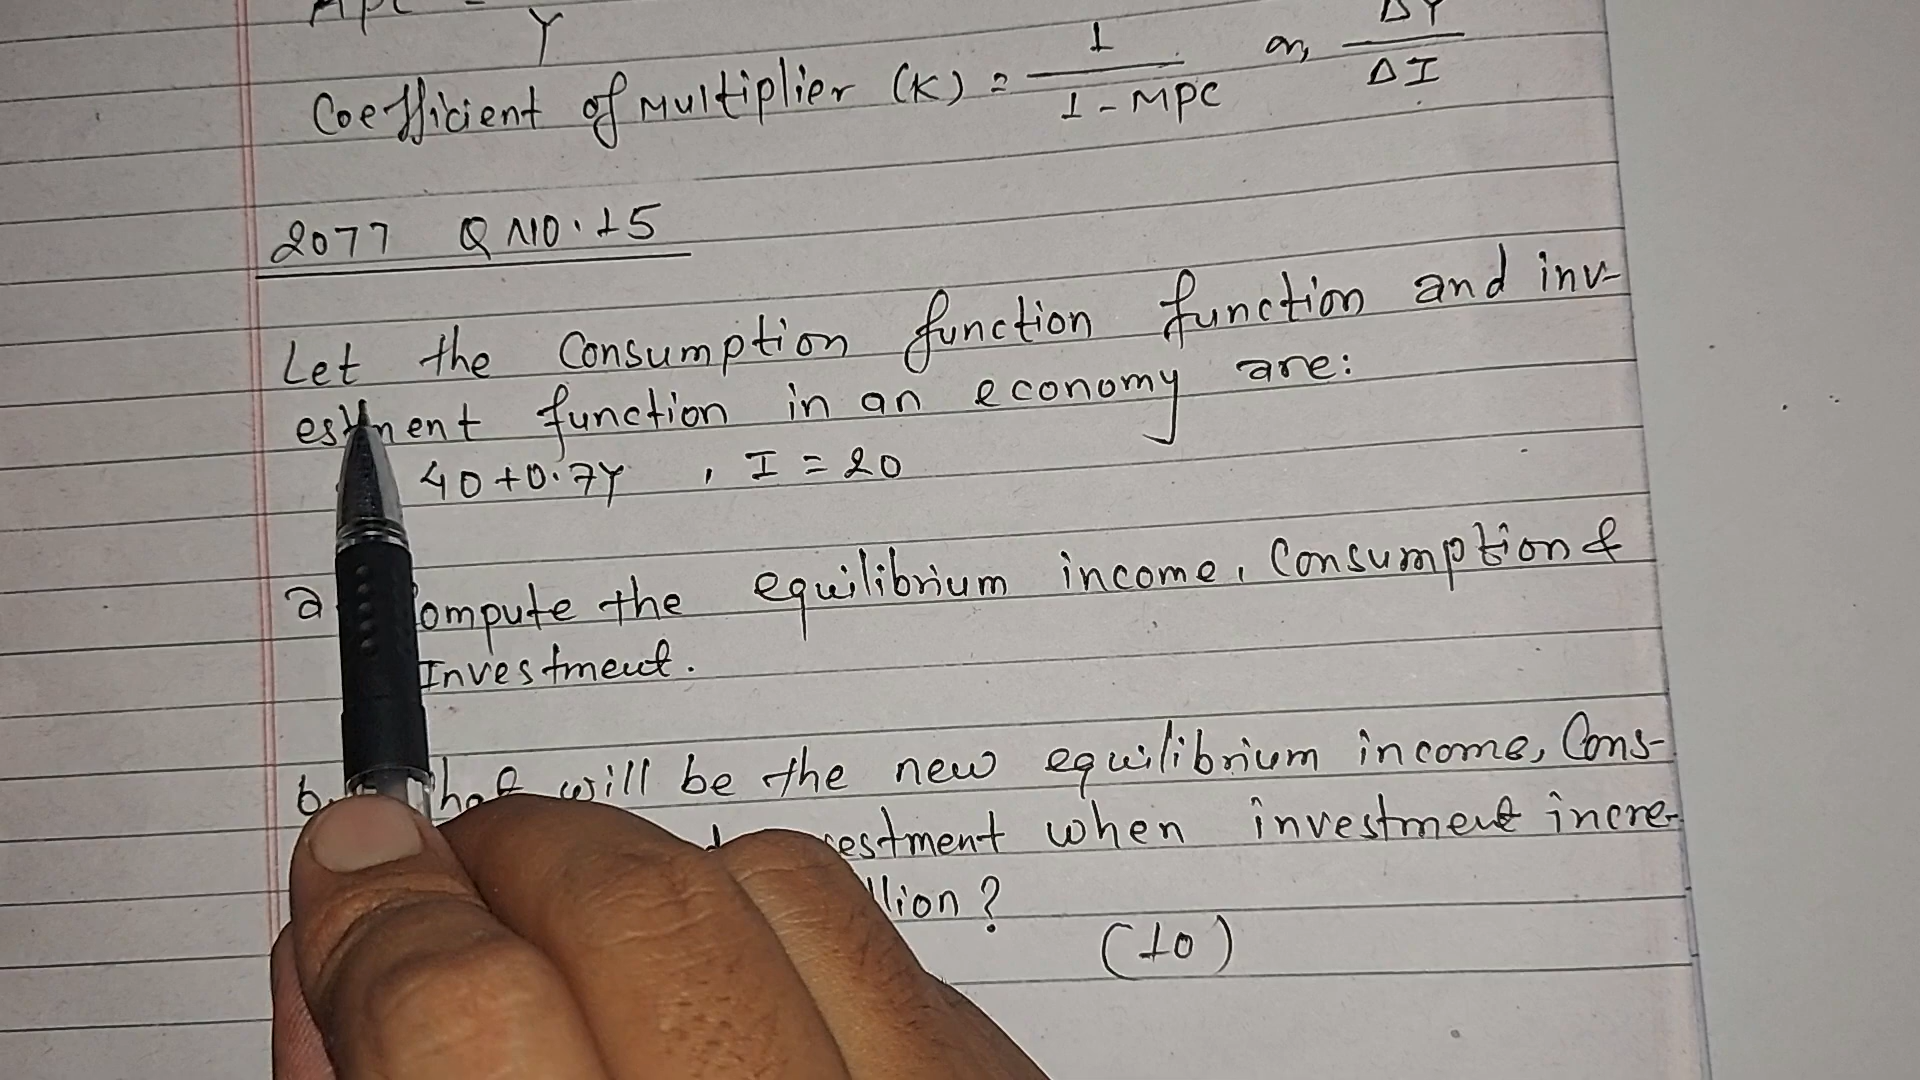 APC =
Y
Coefficient of Multiplier (K) = 1 / 1 - MPC or, ΔY / ΔI
2077 Q NO. 15
Let the Consumption function function and inv-
estment function in an economy are:
40+0.7Y , I = 20
a ompute the equilibrium income, Consumption &
Investment.
b. will be the new equilibrium income, Cons-
estment when investment incre-
llion?
(10)